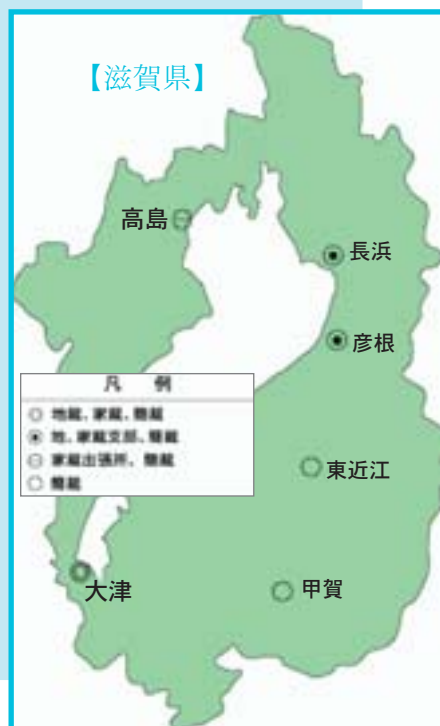 【滋賀県】
高島
長浜
彦根
凡 例
◎ 地裁、家裁、簡裁
地、家裁支部、簡裁
家裁出張所、簡裁
○ 簡裁
東近江
大津
甲賀